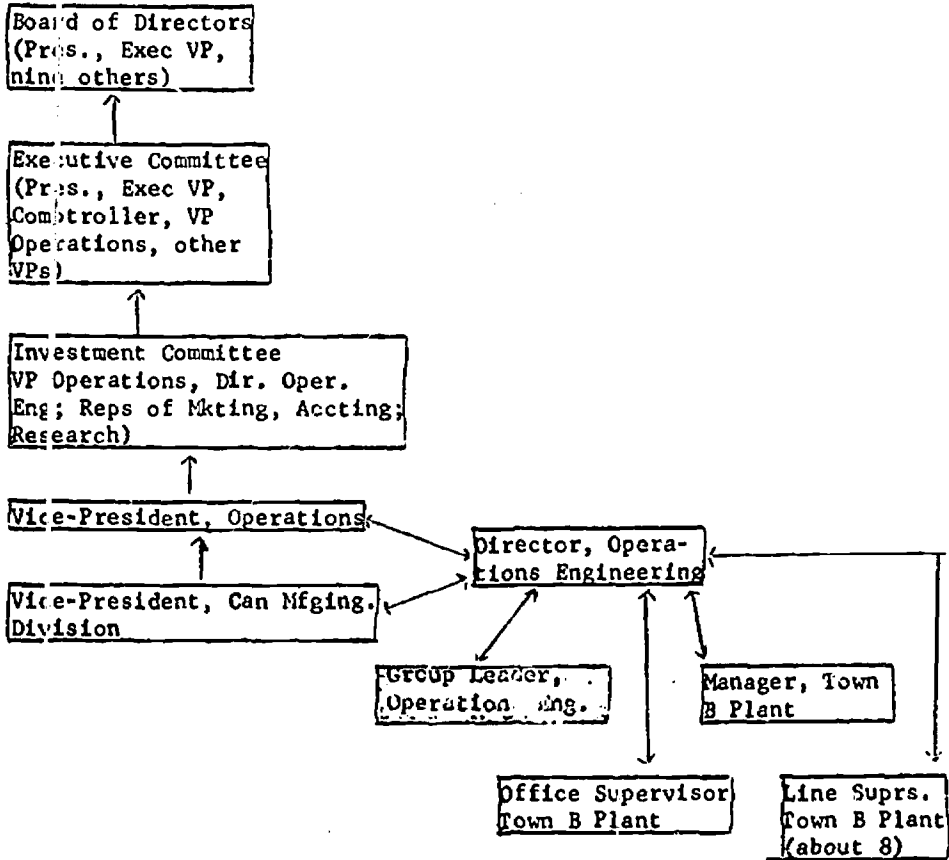 Board of Directors
(Pres., Exec VP,
nine others)
Executive Committee
(Pres., Exec VP,
Comptroller, VP
Operations, other
VPs)
Investment Committee
VP Operations, Dir. Oper.
Eng; Reps of Mkting, Accting;
Research)
Vice-President, Operations
Director, Opera-
tions Engineering
Vice-President, Can Mfging.
Division
Group Leader,
Operation Eng.
Manager, Town
B Plant
Office Supervisor
Town B Plant
Line Suprs.
Town B Plant
(about 8)